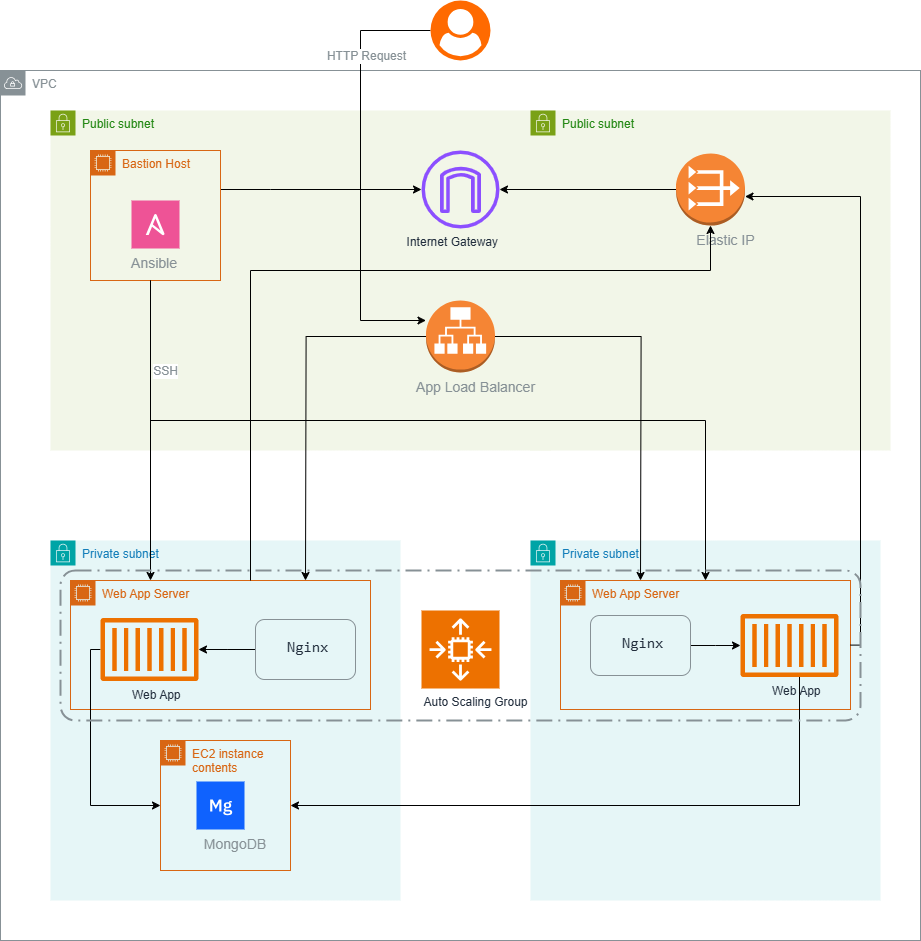 HTTP Request
VPC
Public subnet
Public subnet
Bastion Host
Ansible
Internet Gateway
Elastic IP
SSH
App Load Balancer
Private subnet
Private subnet
Web App Server
Web App Server
Nginx
Nginx
Web App
Web App
Auto Scaling Group
EC2 instance
contents
Mg
MongoDB